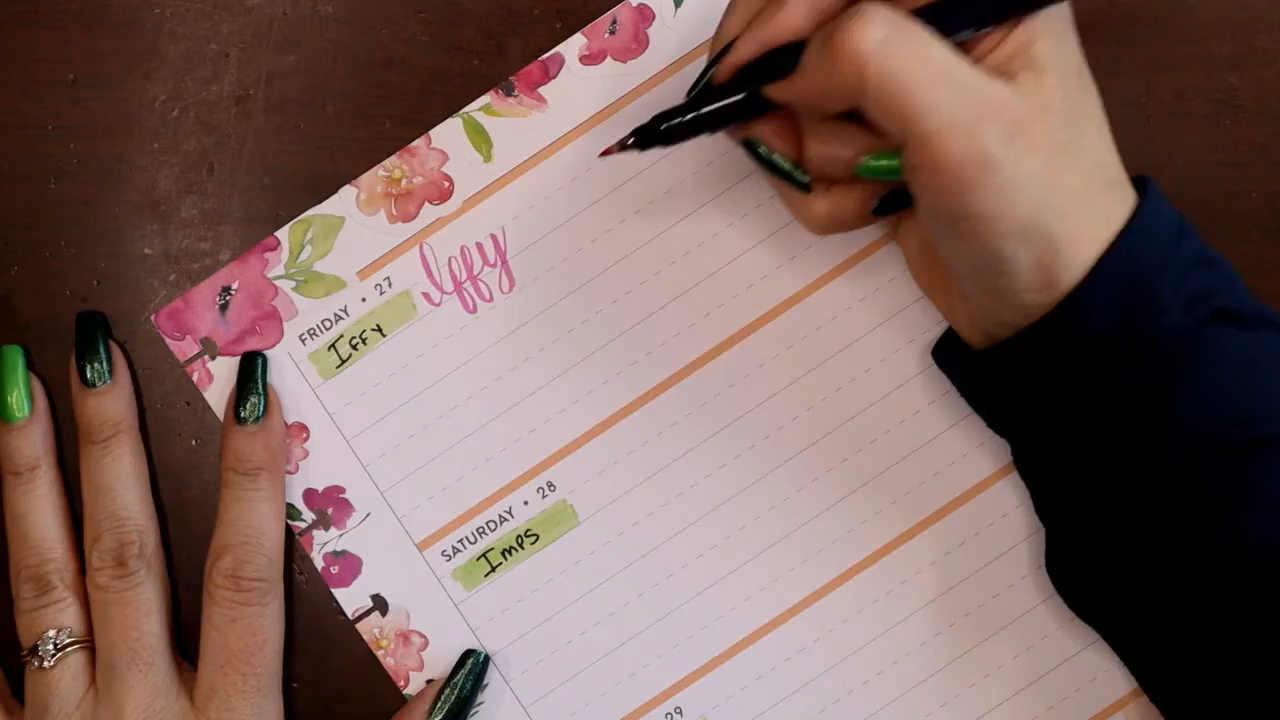 FRIDAY • 27
Iffy
Iffy
SATURDAY • 28
Imps
29